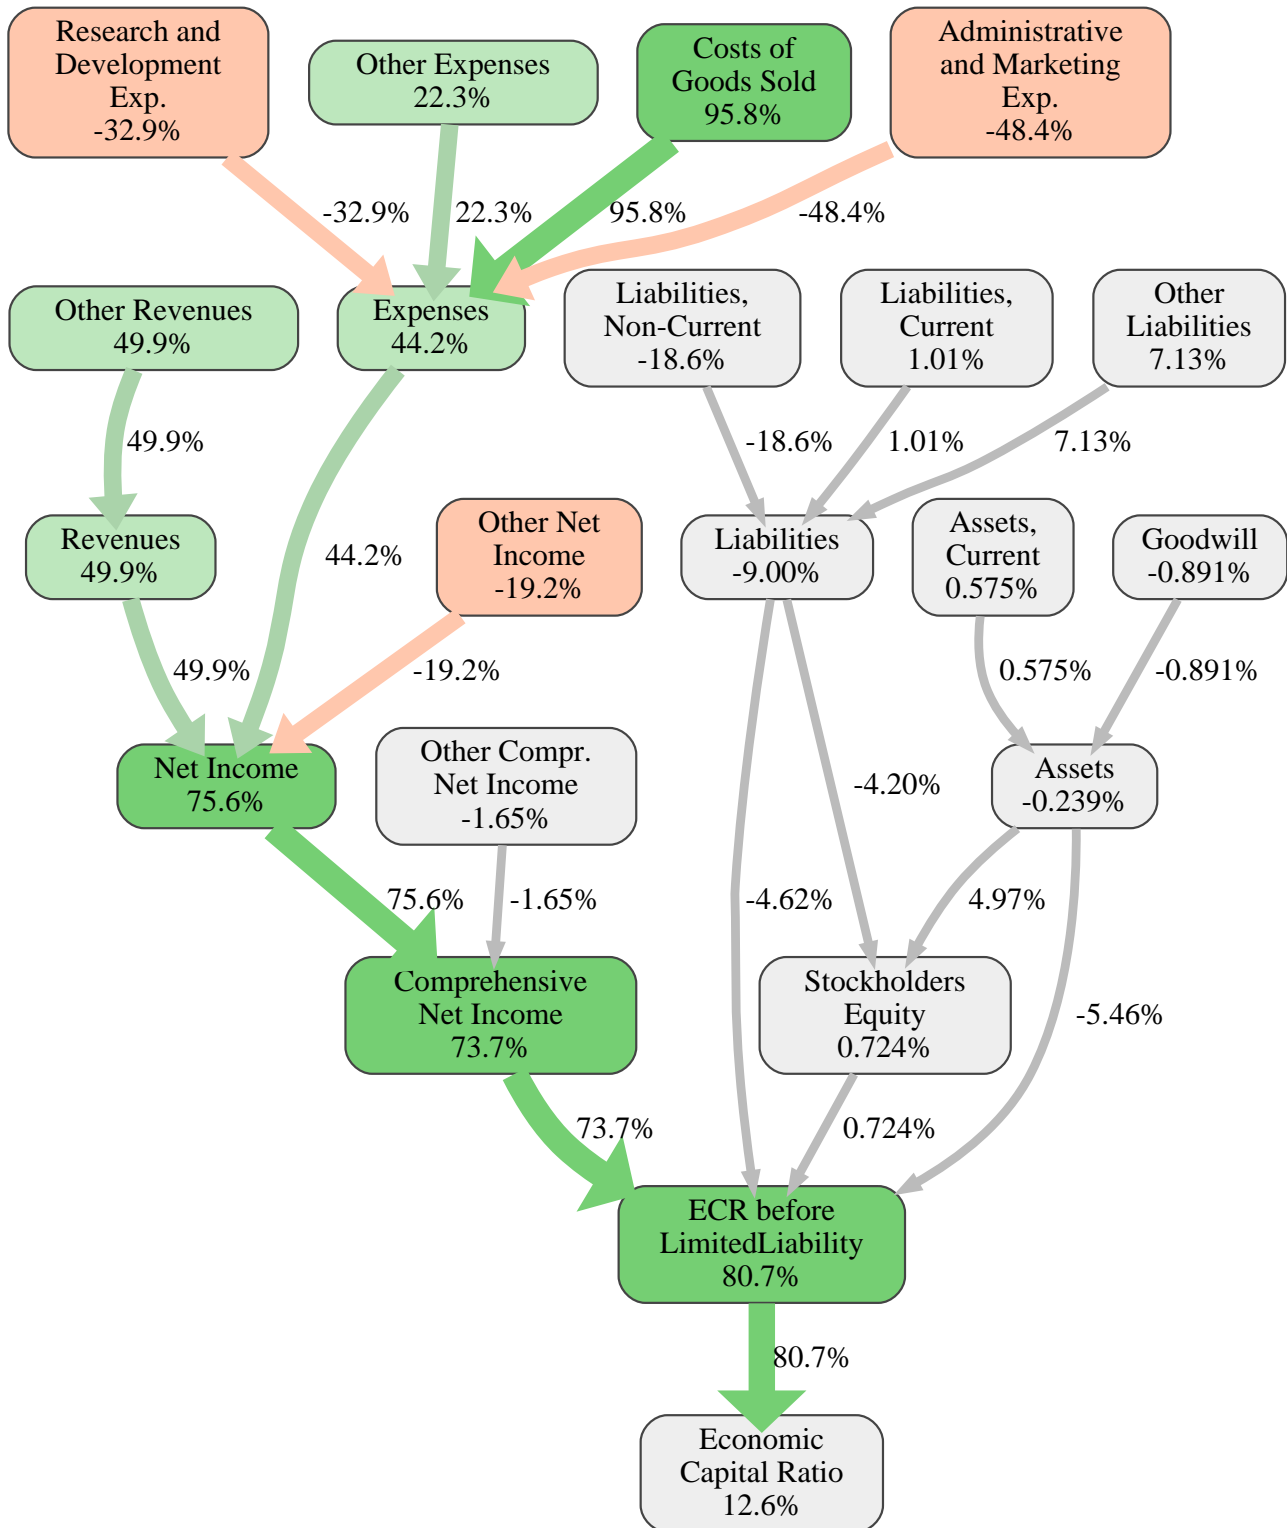 Research and
Development
Exp.
-32.9%
Other Expenses
22.3%
Costs of
Goods Sold
95.8%
Administrative
and Marketing
Exp.
-48.4%
-32.9%
22.3%
95.8%
-48.4%
Other Revenues
49.9%
Expenses
44.2%
Liabilities,
Non-Current
-18.6%
Liabilities,
Current
1.01%
Other
Liabilities
7.13%
49.9%
-18.6%
1.01%
7.13%
Revenues
49.9%
44.2%
Other Net
Income
-19.2%
Liabilities
-9.00%
Assets,
Current
0.575%
Goodwill
-0.891%
49.9%
-19.2%
0.575%
-0.891%
Net Income
75.6%
Other Compr.
Net Income
-1.65%
-4.20%
Assets
-0.239%
75.6%
-1.65%
-4.62%
4.97%
Comprehensive
Net Income
73.7%
Stockholders
Equity
0.724%
-5.46%
73.7%
0.724%
ECR before
LimitedLiability
80.7%
80.7%
Economic
Capital Ratio
12.6%